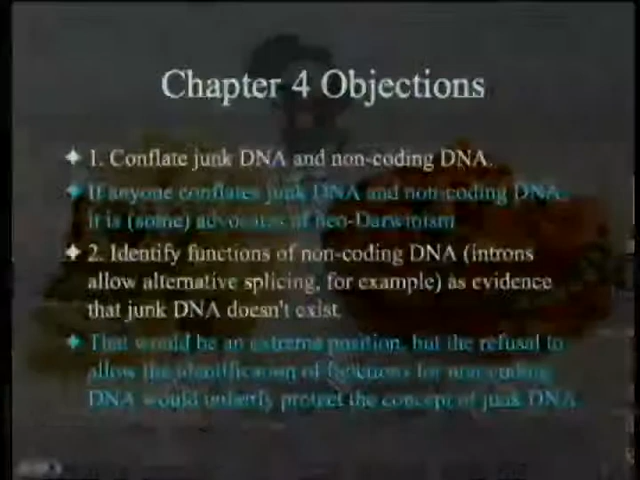 Chapter 4 Objections
1. Conflate junk DNA and non-coding DNA.
If anyone conflates junk DNA and non-coding DNA,
it is (some) advocates of neo-Darwinism
2. Identify functions of non-coding DNA (introns
allow alternative splicing, for example) as evidence
that junk DNA doesn't exist.
That would be an extreme position, but the refusal to
allow the identification of functions for non-coding
DNA would unfairly protect the concept of junk DNA